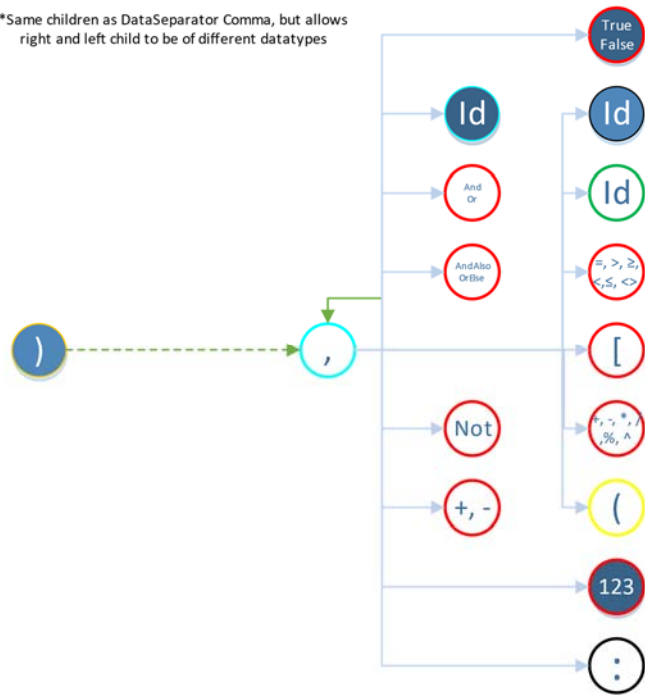 *Same children as DataSeparator Comma, but allows
right and left child to be of different datatypes
True
False
Id
Id
And
Or
Id
AndAlso
OrElse
=, >, ≥,
<,≤, <>
)
,
[
Not
+, -, *, /
,%, ^
+, -
(
123
: